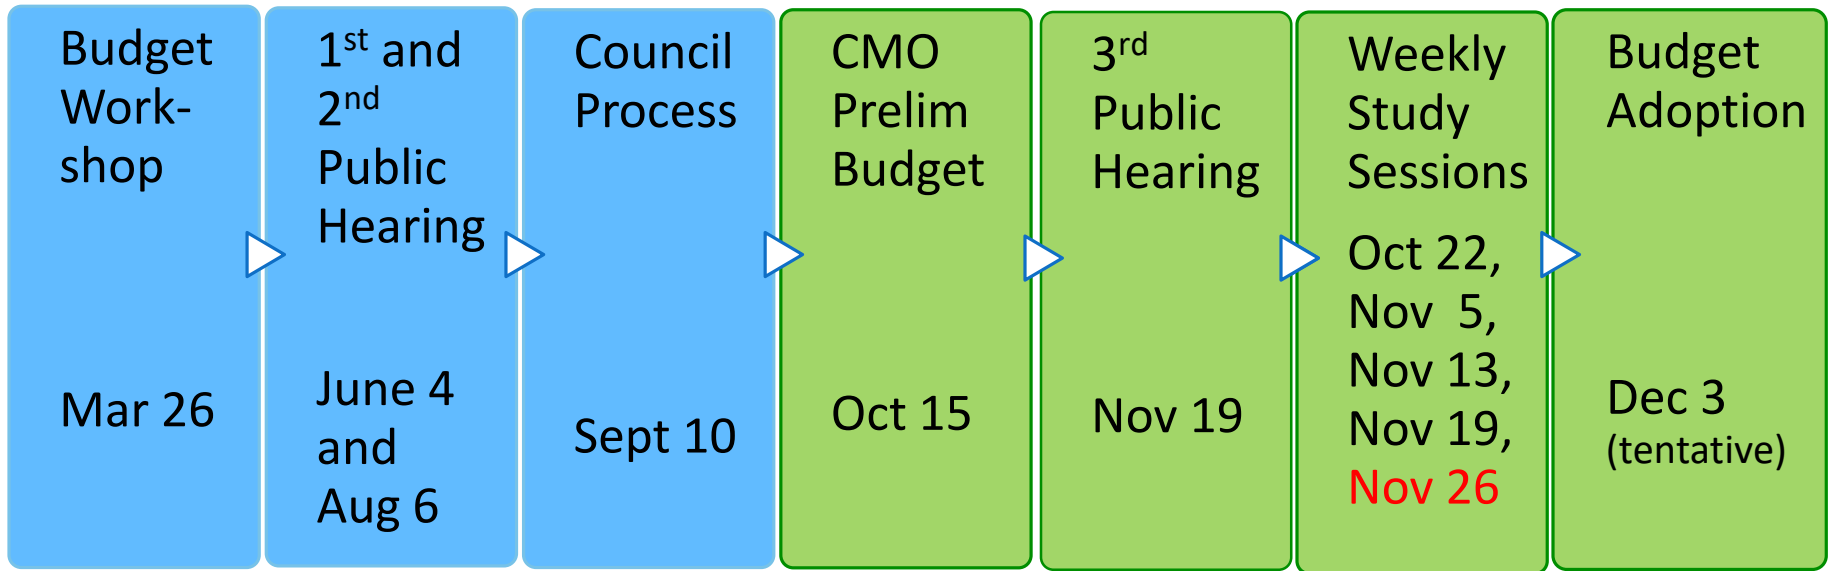 Budget
Work-
shop
Mar 26
1st and
2nd
Public
Hearing
June 4
and
Aug 6
Council
Process
Sept 10
CMO
Prelim
Budget
Oct 15
3rd
Public
Hearing
Nov 19
Weekly
Study
Sessions
Oct 22,
Nov  5,
Nov 13,
Nov 19,
Nov 26
Budget
Adoption
Dec 3
(tentative)